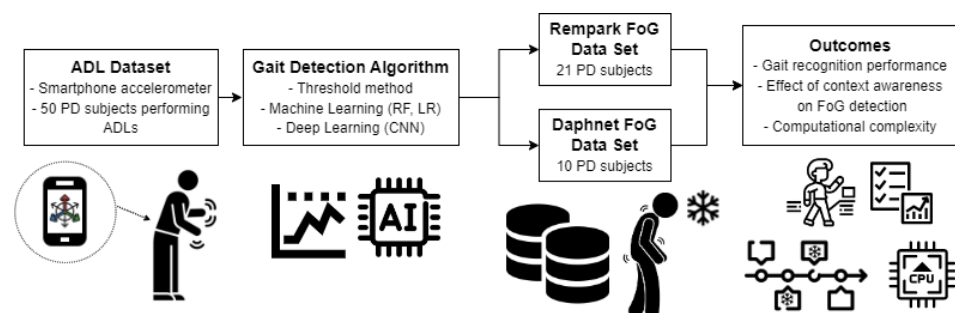 ADL Dataset
- Smartphone accelerometer
- 50 PD subjects performing
ADLs
Gait Detection Algorithm
- Threshold method
- Machine Learning (RF, LR)
- Deep Learning (CNN)
Rempark FoG
Data Set
21 PD subjects
Daphnet FoG
Data Set
10 PD subjects
Outcomes
- Gait recognition performance
- Effect of context awareness
on FoG detection
- Computational complexity
AI
CPU